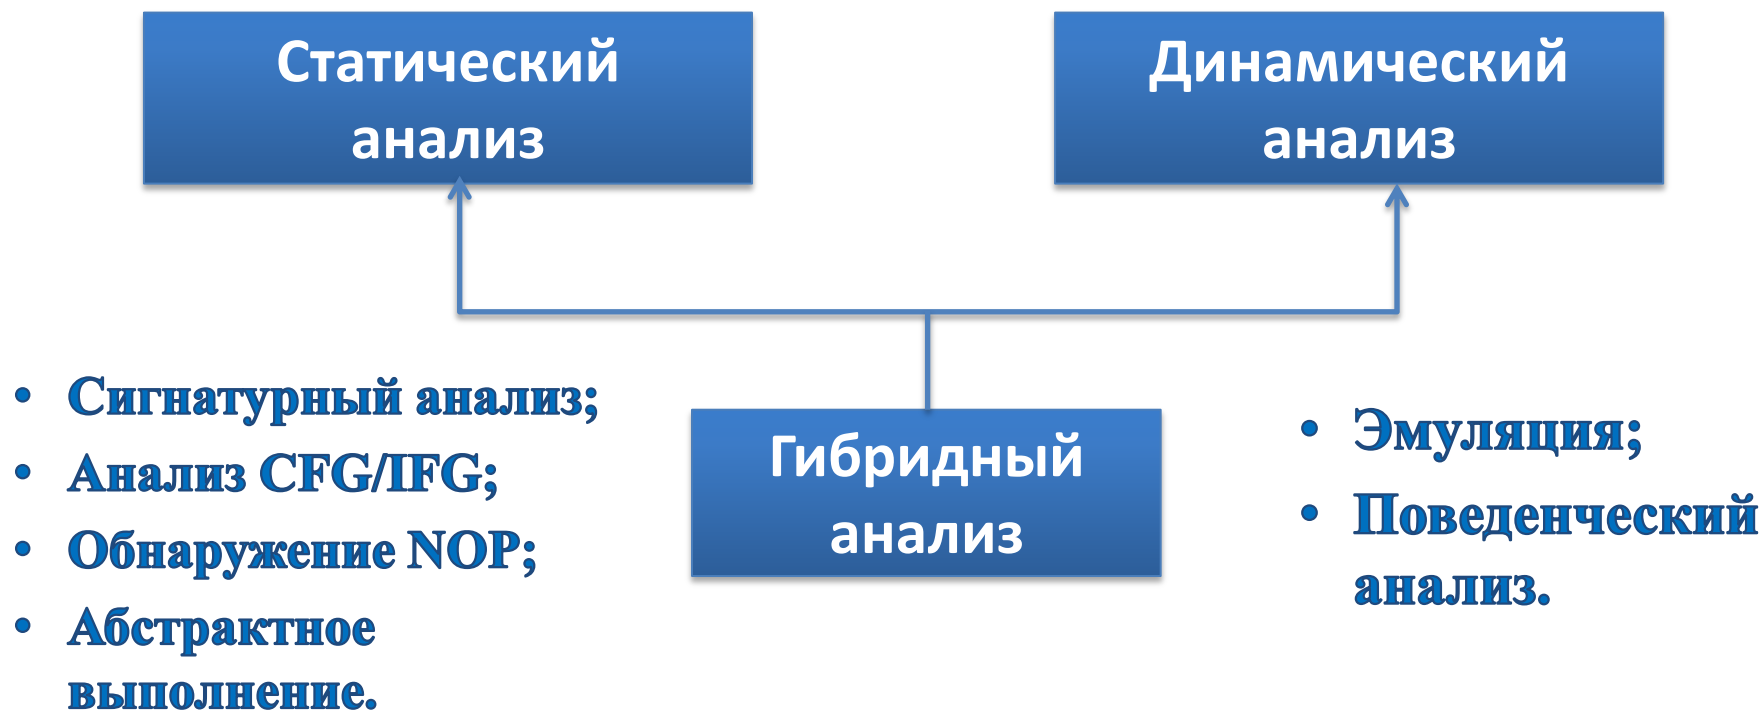 Статический
анализ
Динамический
анализ
Гибридный
анализ
• Сигнатурный анализ;
• Анализ CFG/IFG;
• Обнаружение NOP;
• Абстрактное
выполнение.
• Эмуляция;
• Поведенческий
анализ.